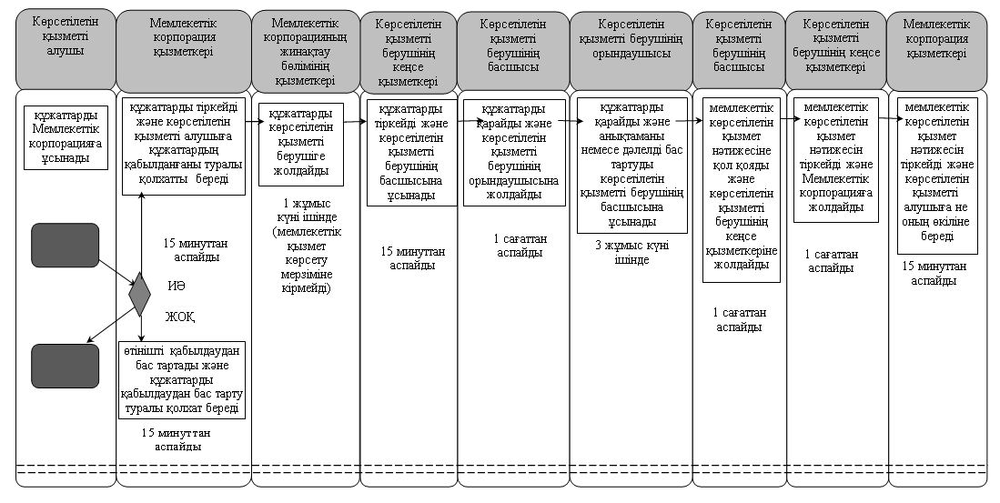 Көрсетілетін
қызметті
алушы
Мемлекеттік
корпорация
қызметкері
Мемлекеттік
корпорацияның
жинақтау
бөлімінің
қызметкері
Көрсетілетін
қызметті
берушінің
кеңсе
қызметкері
Көрсетілетін
қызметті
берушінің
басшысы
Көрсетілетін
қызметті берушінің
орындаушысы
Көрсетілетін
қызметті
берушінің
басшысы
Көрсетілетін
қызметті
берушінің кеңсе
қызметкері
Мемлекеттік
корпорация
қызметкері
құжаттарды
Мемлекеттік
корпорацияға
ұсынады
құжаттарды тіркейді
және көрсетілетін
қызметті алушыға
құжаттардың
қабылданғаны туралы
қолхатты береді
15 минуттан
аспайды
ИӘ
ЖОҚ
өтінішті қабылдаудан
бас тартады және
құжаттарды
қабылдаудан бас тарту
туралы қолхат береді
15 минуттан
аспайды
құжаттарды
көрсетілетін
қызметті
берушіге
жолдайды
1 жұмыс
күні ішінде
(мемлекеттік
қызмет
көрсету
мерзіміне
кірмейді)
құжаттарды
тіркейді және
көрсетілетін
қызметті
берушінің
басшысына
ұсынады
15 минуттан
аспайды
құжаттарды
қарайды және
көрсетілетін
қызметті
берушінің
орындаушысына
жолдайды
1 сағаттан
аспайды
құжаттарды
қарайды және
анықтаманы
немесе дәлелді бас
тартуды
көрсетілетін
қызметті берушінің
басшысына
ұсынады
3 жұмыс күні
ішінде
мемлекеттік
көрсетілетін
қызмет
нәтижесіне
қол қояды
және
көрсетілетін
қызметті
берушінің
кеңсе
қызметкеріне
жолдайды
1 сағаттан
аспайды
мемлекеттік
көрсетілетін
қызмет
нәтижесін
тіркейді және
Мемлекеттік
корпорацияға
жолдайды
1 сағаттан
аспайды
мемлекеттік
көрсетілетін
қызмет
нәтижесін
тіркейді және
көрсетілетін
қызметті
алушыға не
оның өкіліне
береді
15 минуттан
аспайды